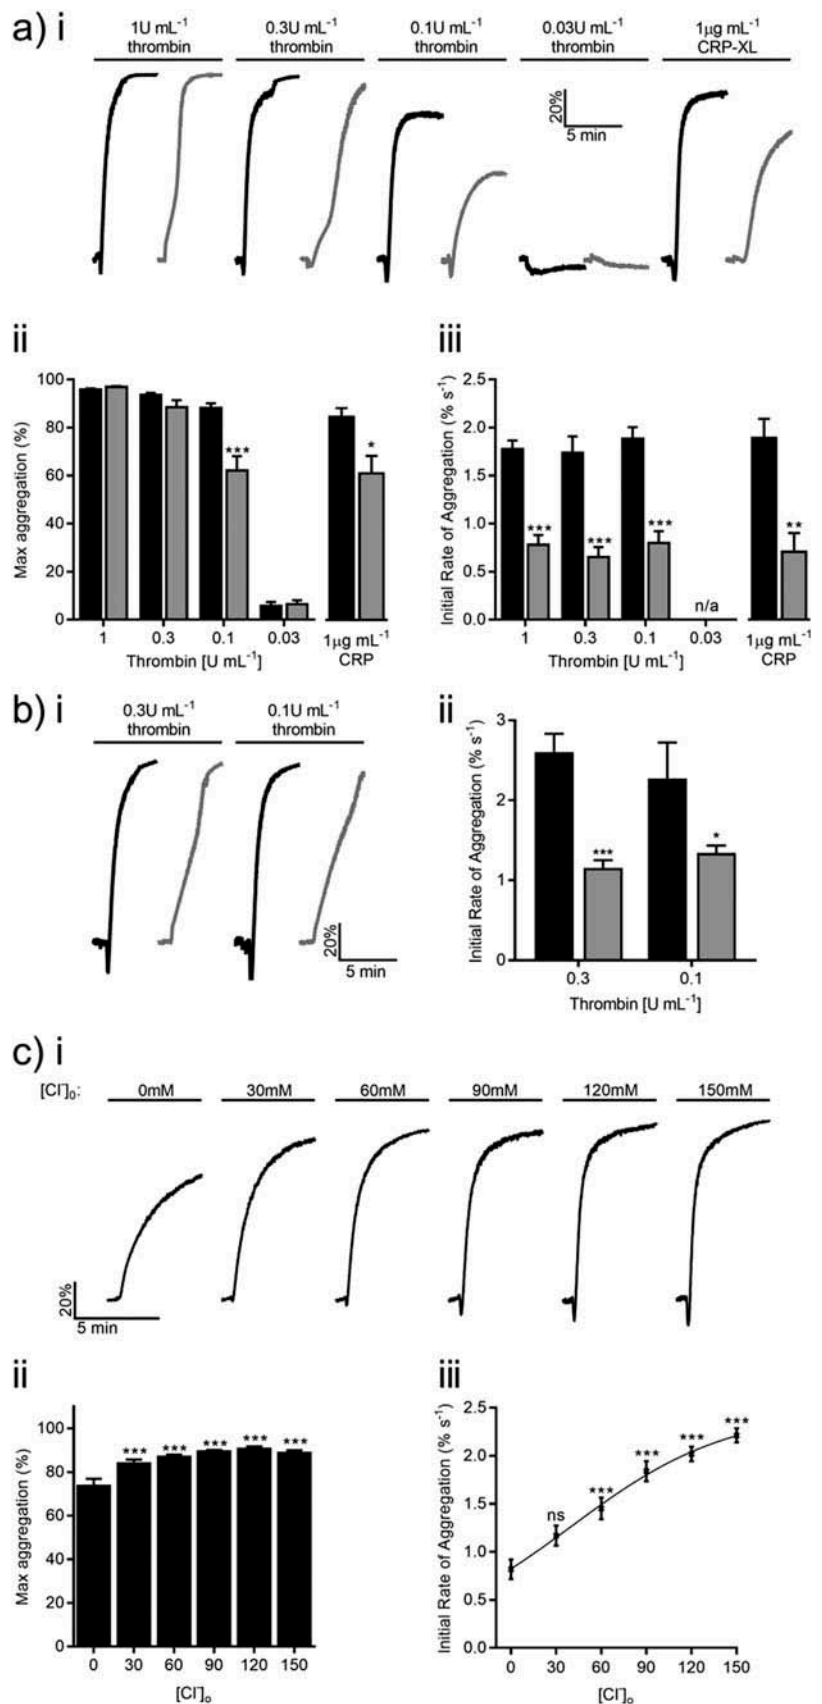 a) i
1U mL⁻¹ thrombin
0.3U mL⁻¹ thrombin
0.1U mL⁻¹ thrombin
0.03U mL⁻¹ thrombin
1µg mL⁻¹ CRP-XL
20%
5 min
ii
Max aggregation (%)
100
80
60
40
20
0
***
*
1 0.3 0.1 0.03
Thrombin [U mL⁻¹]
1µg mL⁻¹
CRP
iii
Initial Rate of Aggregation (% s⁻¹)
2.5
2.0
1.5
1.0
0.5
0.0
*** *** *** n/a **
1 0.3 0.1 0.03
Thrombin [U mL⁻¹]
1µg mL⁻¹
CRP
b) i
0.3U mL⁻¹ thrombin
0.1U mL⁻¹ thrombin
20%
5 min
ii
Initial Rate of Aggregation (% s⁻¹)
3
2
1
0
*** *
0.3 0.1
Thrombin [U mL⁻¹]
c) i
[Cl⁻]₀: 0mM 30mM 60mM 90mM 120mM 150mM
20%
5 min
ii
Max aggregation (%)
100
80
60
40
20
0
*** *** *** *** ***
0 30 60 90 120 150
[Cl⁻]ₒ
iii
Initial Rate of Aggregation (% s⁻¹)
2.5
2.0
1.5
1.0
0.5
0.0
ns *** *** *** ***
0 30 60 90 120 150
[Cl⁻]ₒ